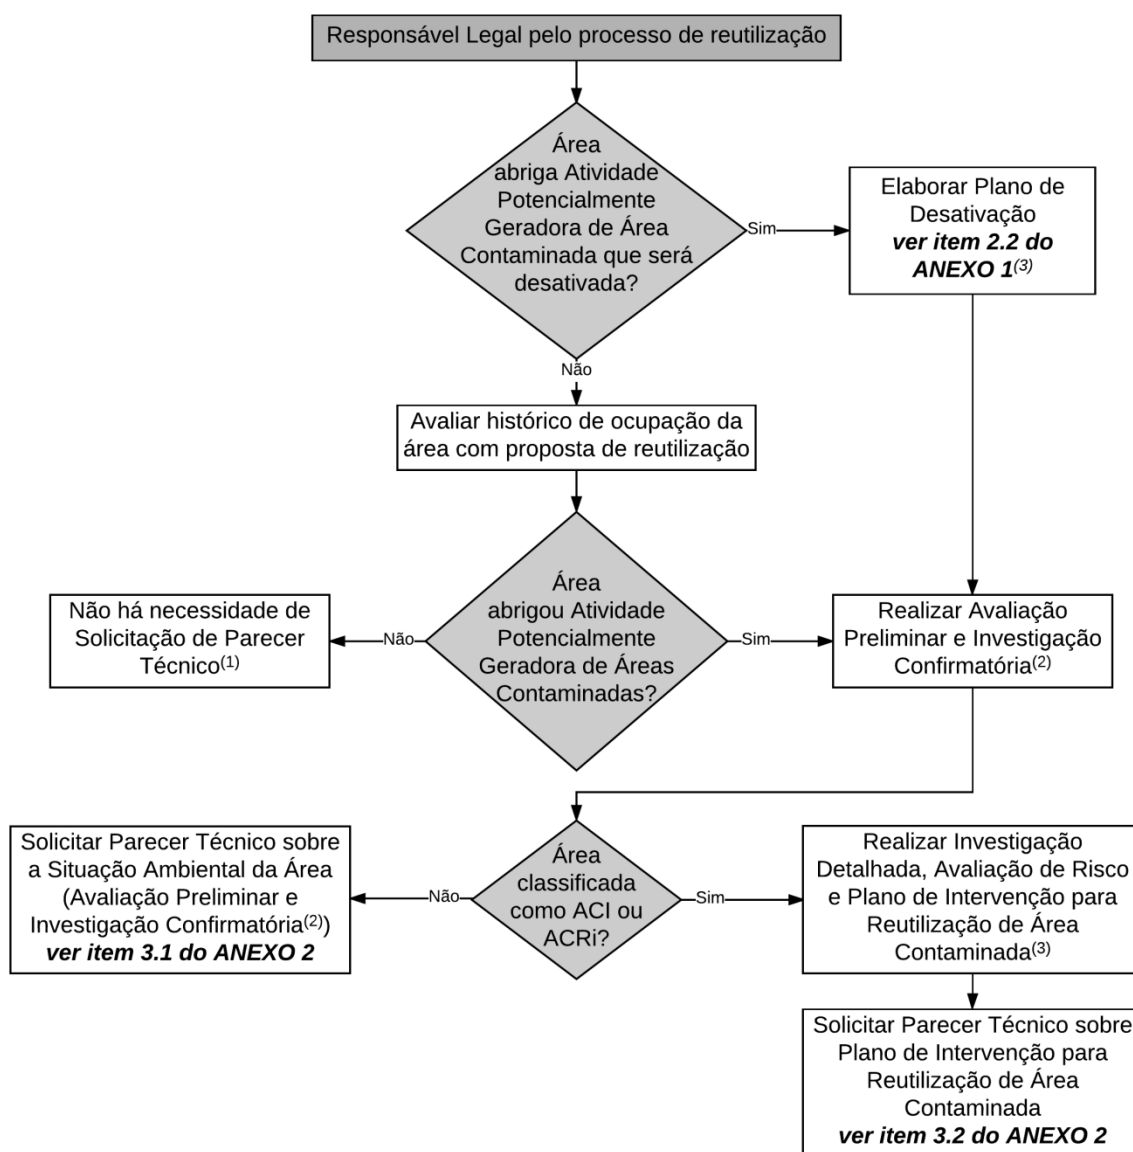 Responsável Legal pelo processo de reutilização
Área
abriga Atividade
Potencialmente
Geradora de Área
Contaminada que será
desativada?
Sim
Elaborar Plano de
Desativação
ver item 2.2 do
ANEXO 1(3)
Não
Avaliar histórico de ocupação da
área com proposta de reutilização
Área
abrigou Atividade
Potencialmente
Geradora de Áreas
Contaminadas?
Não
Não há necessidade de
Solicitação de Parecer
Técnico(1)
Sim
Realizar Avaliação
Preliminar e Investigação
Confirmatória(2)
Área
classificada
como ACI ou
ACRi?
Não
Solicitar Parecer Técnico sobre
a Situação Ambiental da Área
(Avaliação Preliminar e
Investigação Confirmatória(2))
ver item 3.1 do ANEXO 2
Sim
Realizar Investigação
Detalhada, Avaliação de Risco
e Plano de Intervenção para
Reutilização de Área
Contaminada(3)
Solicitar Parecer Técnico sobre
Plano de Intervenção para
Reutilização de Área
Contaminada
ver item 3.2 do ANEXO 2